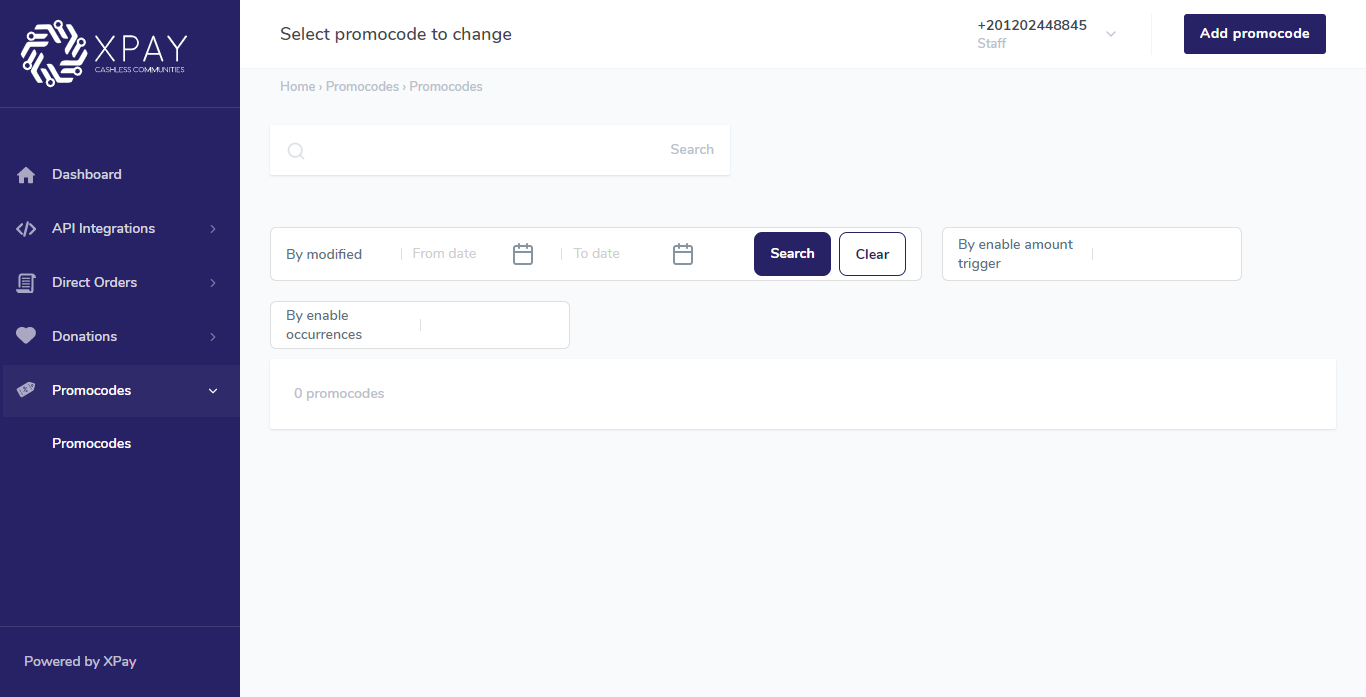 XPAY
CASHLESS COMMUNITIES
Dashboard
API Integrations
Direct Orders
Donations
Promocodes
Promocodes
Powered by XPay
Select promocode to change
+201202448845
Staff
Add promocode
Home › Promocodes › Promocodes
Search
By modified
From date
To date
Search
Clear
By enable amount
trigger
By enable
occurrences
0 promocodes